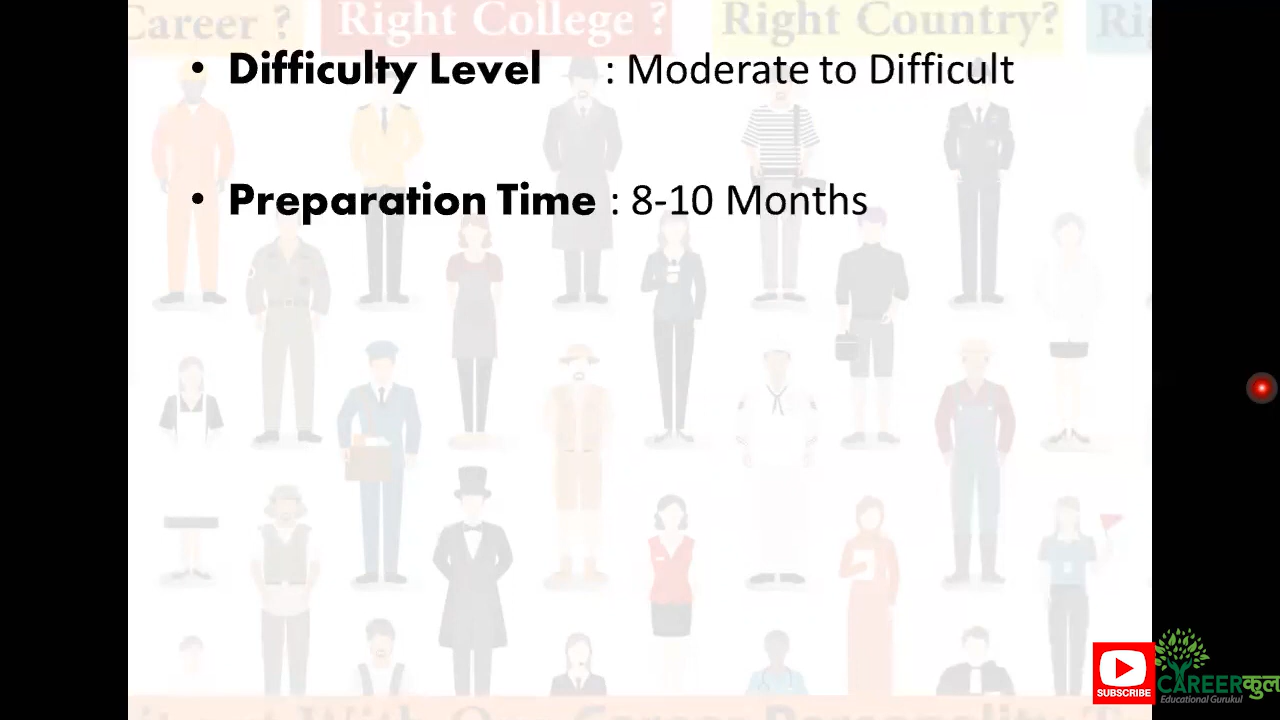 Career ?
Right College ?
Right Country?
• Difficulty Level : Moderate to Difficult
• Preparation Time : 8-10 Months
SUBSCRIBE
CAREERकुल
Educational Gurukul